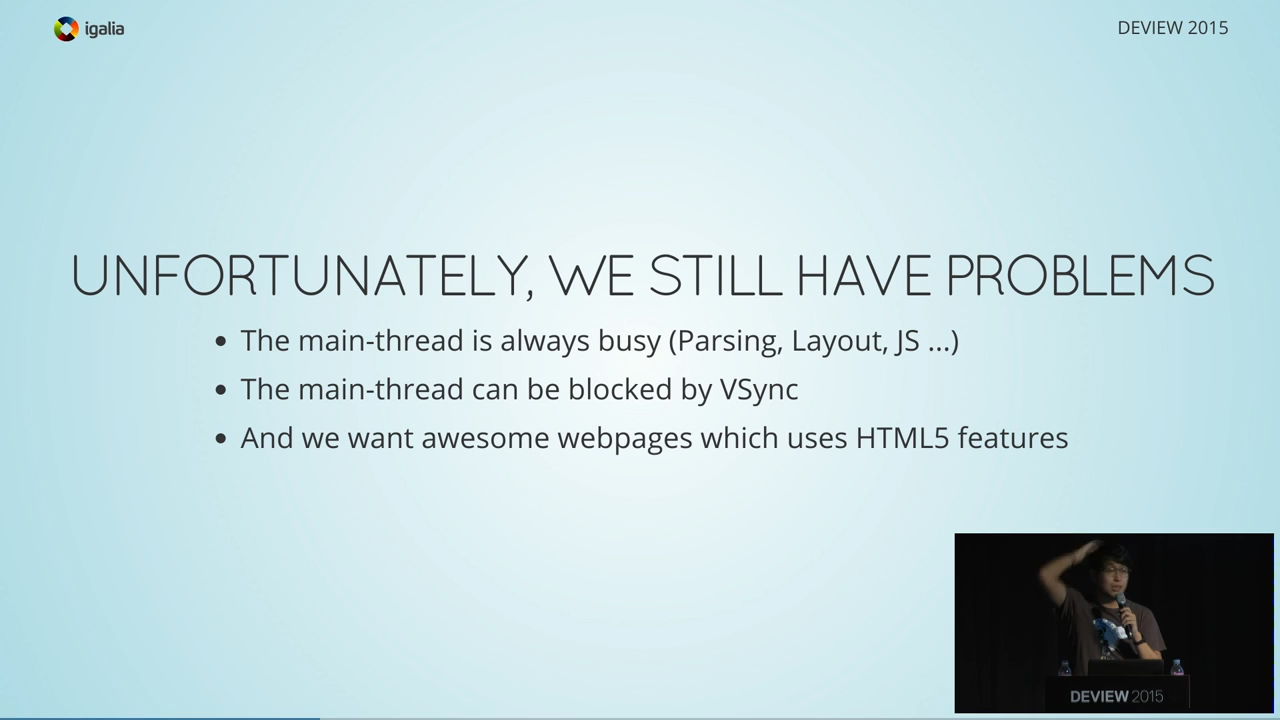 igalia
DEVIEW 2015
UNFORTUNATELY, WE STILL HAVE PROBLEMS
The main-thread is always busy (Parsing, Layout, JS ...)
The main-thread can be blocked by VSync
And we want awesome webpages which uses HTML5 features
DEVIEW 2015